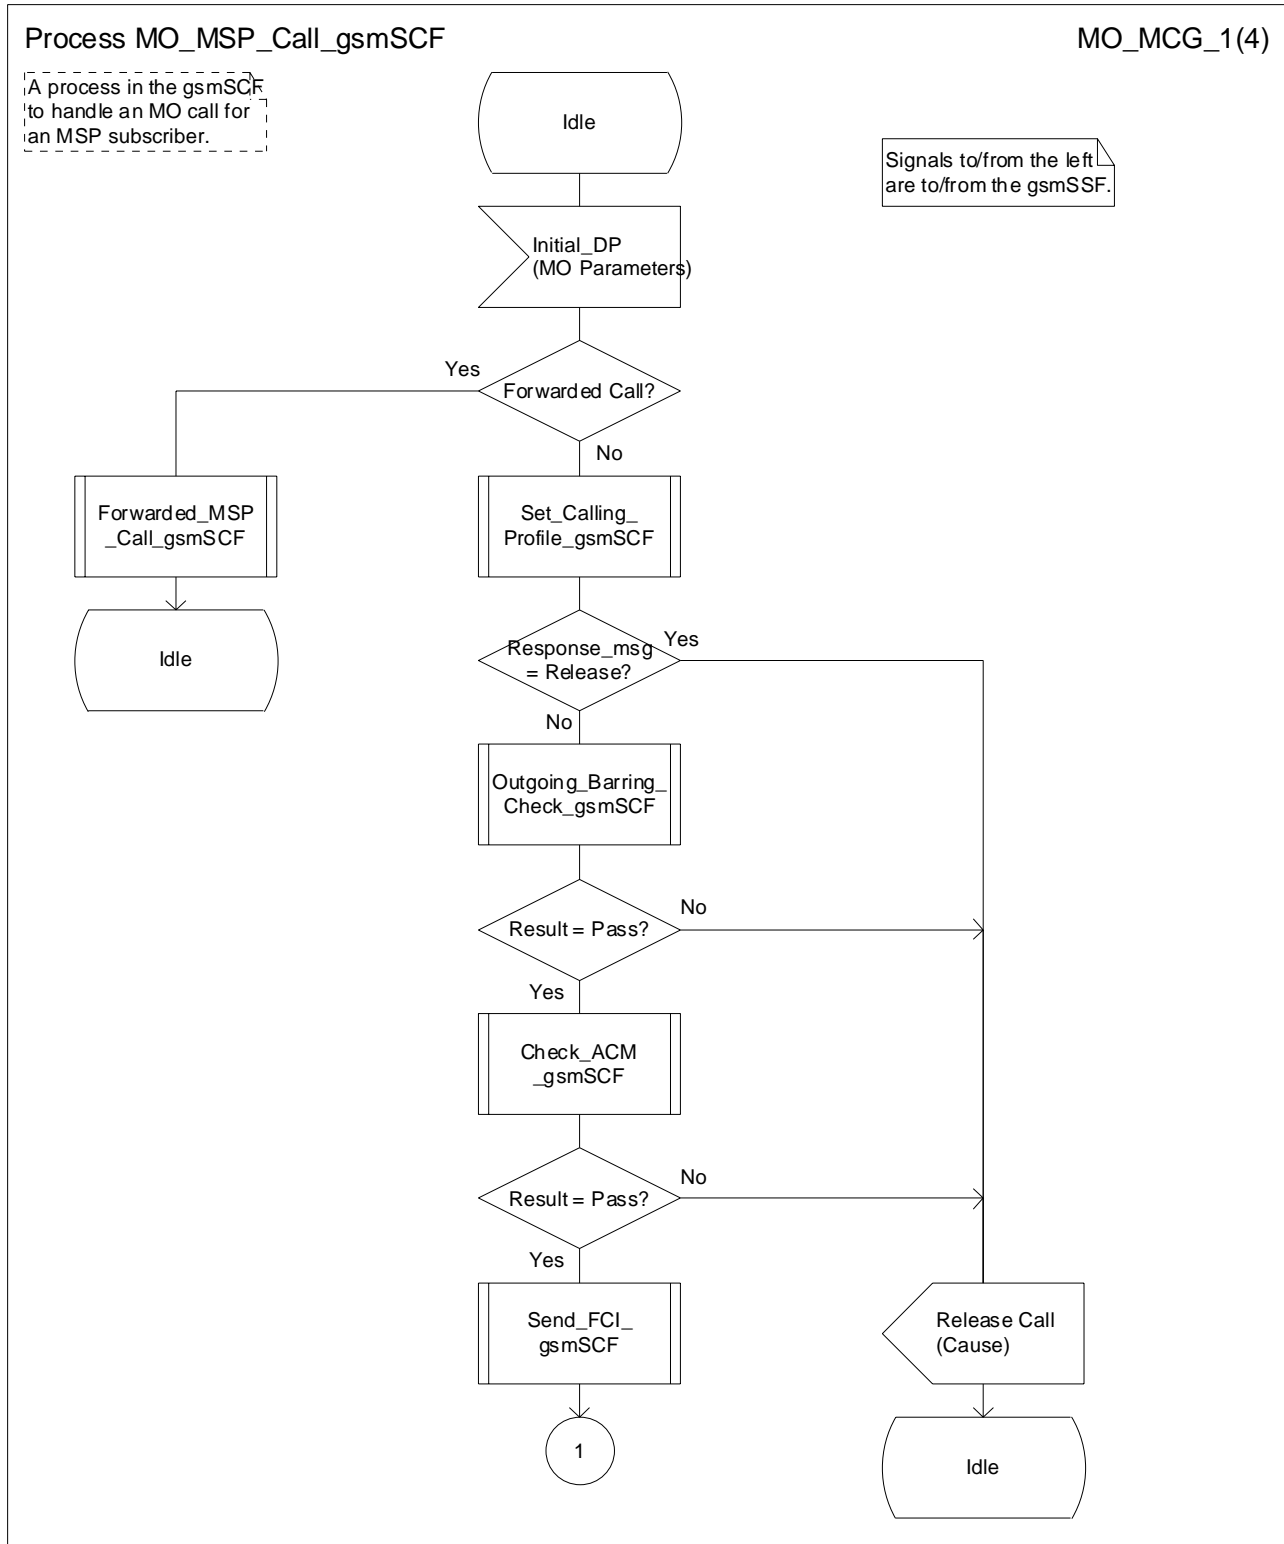 Process MO_MSP_Call_gsmSCF
MO_MCG_1(4)
A process in the gsmSCF
to handle an MO call for
an MSP subscriber.
Idle
Signals to/from the left
are to/from the gsmSSF.
Initial_DP
(MO Parameters)
Yes
Forwarded Call?
No
Forwarded_MSP
_Call_gsmSCF
Set_Calling_
Profile_gsmSCF
Idle
Response_msg
= Release?
Yes
No
Outgoing_Barring_
Check_gsmSCF
Result = Pass?
No
Yes
Check_ACM
_gsmSCF
Result = Pass?
No
Yes
Send_FCI_
gsmSCF
Release Call
(Cause)
1
Idle